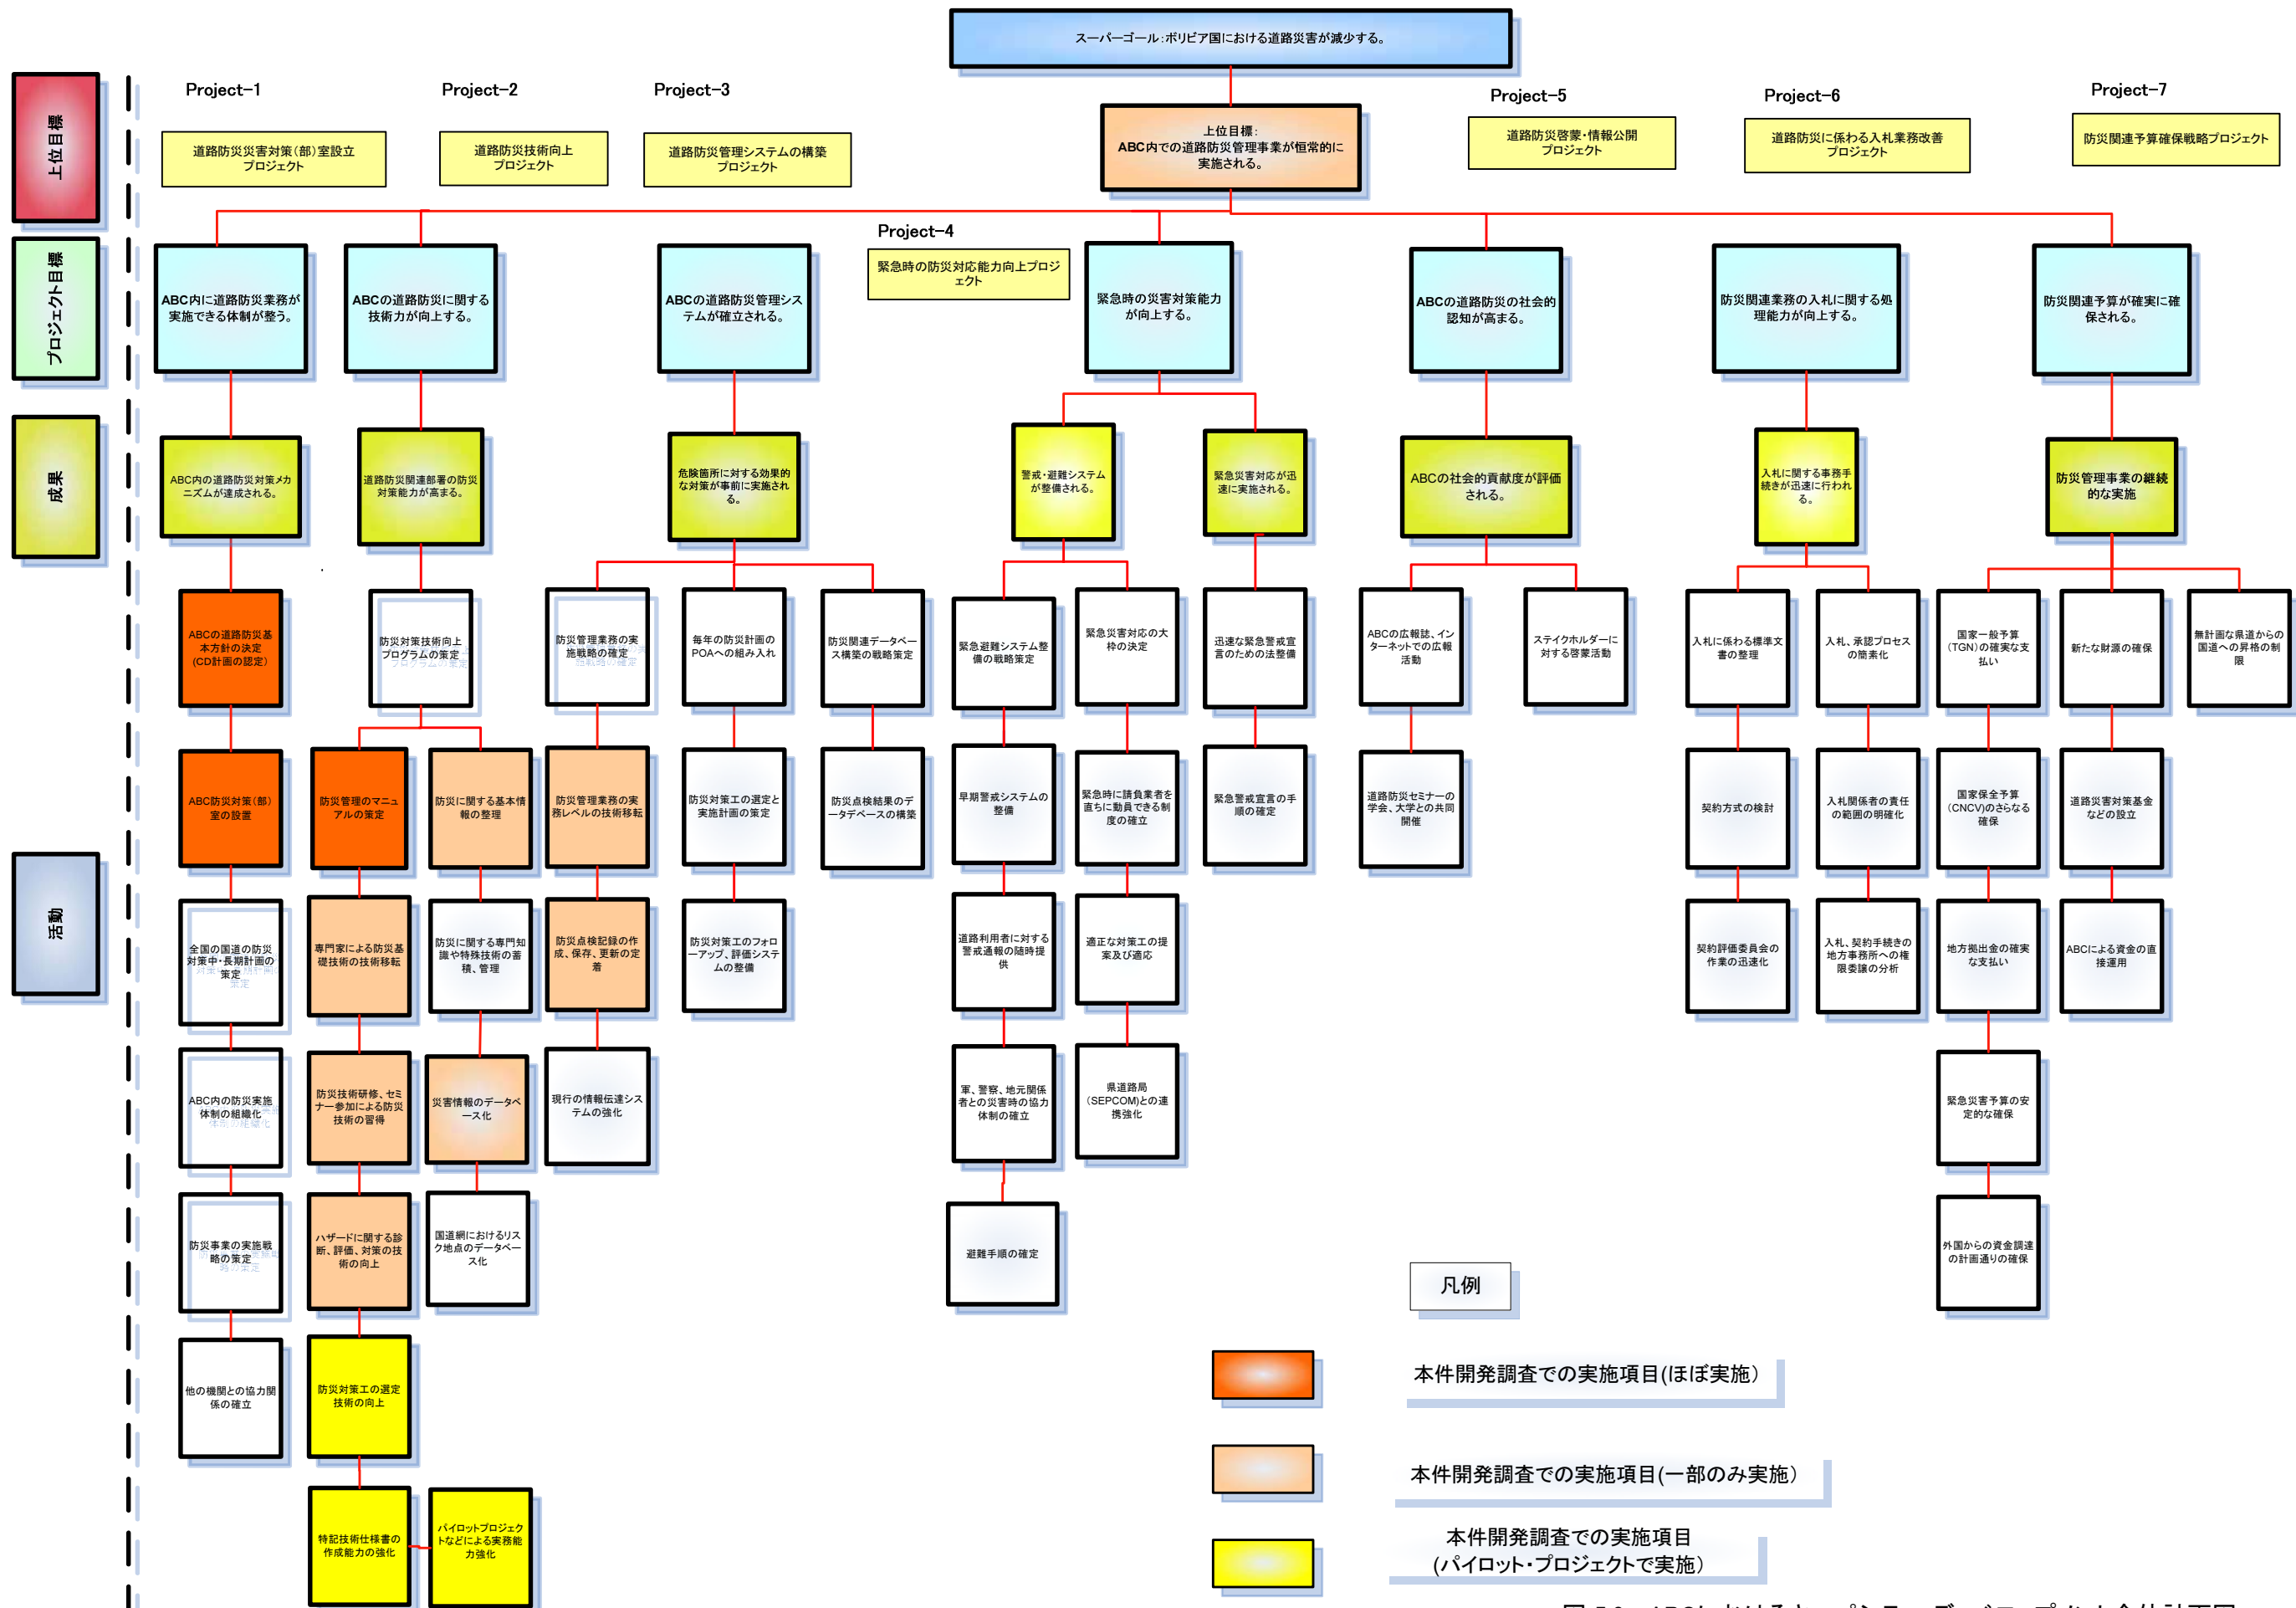 スーパーゴール：ボリビア国における道路災害が減少する。
上位目標：
ABC内での道路防災管理事業が恒常的に
実施される。
Project-1
道路防災災害対策（部）室設立
プロジェクト
Project-2
道路防災技術向上
プロジェクト
Project-3
道路防災管理システムの構築
プロジェクト
Project-4
緊急時の防災対応能力向上プロジ
ェクト
Project-5
道路防災啓蒙・情報公開
プロジェクト
Project-6
道路防災に係わる入札業務改善
プロジェクト
Project-7
防災関連予算確保戦略プロジェクト
上位目標
プロジェクト目標
成果
活動
ABC内に道路防災業務が
実施できる体制が整う。
ABCの道路防災に関する
技術力が向上する。
ABCの道路防災管理シス
テムが確立される。
緊急時の災害対策能力
が向上する。
ABCの道路防災の社会的
認知が高まる。
防災関連業務の入札に関する処
理能力が向上する。
防災関連予算が確実に確
保される。
ABC内の道路防災対策メカ
ニズムが達成される。
道路防災関連部署の防災
対策能力が高まる。
危険箇所に対する効果的
な対策が事前に実施され
る。
警戒・避難システム
が整備される。
緊急災害対応が迅
速に実施される。
ABCの社会的貢献度が評価
される。
入札に関する事務手
続きが迅速に行われ
る。
防災管理事業の継続
的な実施
ABCの道路防災基
本方針の決定
(CD計画の認定)
防災対策技術向上
プログラムの策定
防災管理業務の実
施戦略の確定
毎年の防災計画の
POAへの組み入れ
防災関連データベー
ス構築の戦略策定
緊急避難システム整
備の戦略策定
緊急災害対応の大
枠の決定
迅速な緊急警戒宣
言のための法整備
ABCの広報誌、イン
ターネットでの広報
活動
ステイクホルダーに
対する啓蒙活動
入札に係わる標準文
書の整理
入札、承認プロセス
の簡素化
国家一般予算
（TGN）の確実な支
払い
新たな財源の確保
無計画な県道からの
国道への昇格の制
限
ABC防災対策（部）
室の設置
防災管理のマニュ
アルの策定
防災に関する基本情
報の整理
防災管理業務の実
務レベルの技術移転
防災対策工の選定と
実施計画の策定
防災点検結果のデ
ータデベースの構築
早期警戒システムの
整備
緊急時に請負業者を
直ちに動員できる制
度の確立
緊急警戒宣言の手
順の確定
道路防災セミナーの
学会、大学との共同
開催
契約方式の検討
入札関係者の責任
の範囲の明確化
国家保全予算
（CNCV)のさらなる
確保
道路災害対策基金
などの設立
全国の国道の防災
対策中・長期計画の
策定
専門家による防災基
礎技術の技術移転
防災に関する専門知
識や特殊技術の蓄
積、管理
防災点検記録の作
成、保存、更新の定
着
防災対策工のフォロ
ーアップ、評価システ
ムの整備
道路利用者に対する
警戒通報の随時提
供
適正な対策工の提
案及び適応
契約評価委員会の
作業の迅速化
入札、契約手続きの
地方事務所への権
限委譲の分析
地方拠出金の確実
な支払い
ABCによる資金の直
接運用
ABC内の防災実施
体制の組織化
防災技術研修、セミ
ナー参加による防災
技術の習得
災害情報のデータベ
ース化
現行の情報伝達シス
テムの強化
軍、警察、地元関係
者との災害時の協力
体制の確立
県道路局
（SEPCOM)との連
携強化
緊急災害予算の安
定的な確保
防災事業の実施戦
略の策定
ハザードに関する診
断、評価、対策の技
術の向上
国道網におけるリス
ク地点のデータベー
ス化
避難手順の確定
外国からの資金調達
の計画通りの確保
他の機関との協力関
係の確立
防災対策工の選定
技術の向上
特記技術仕様書の
作成能力の強化
パイロットプロジェク
トなどによる実務能
力強化
凡例
本件開発調査での実施項目(ほぼ実施）
本件開発調査での実施項目(一部のみ実施）
本件開発調査での実施項目
(パイロット・プロジェクトで実施）